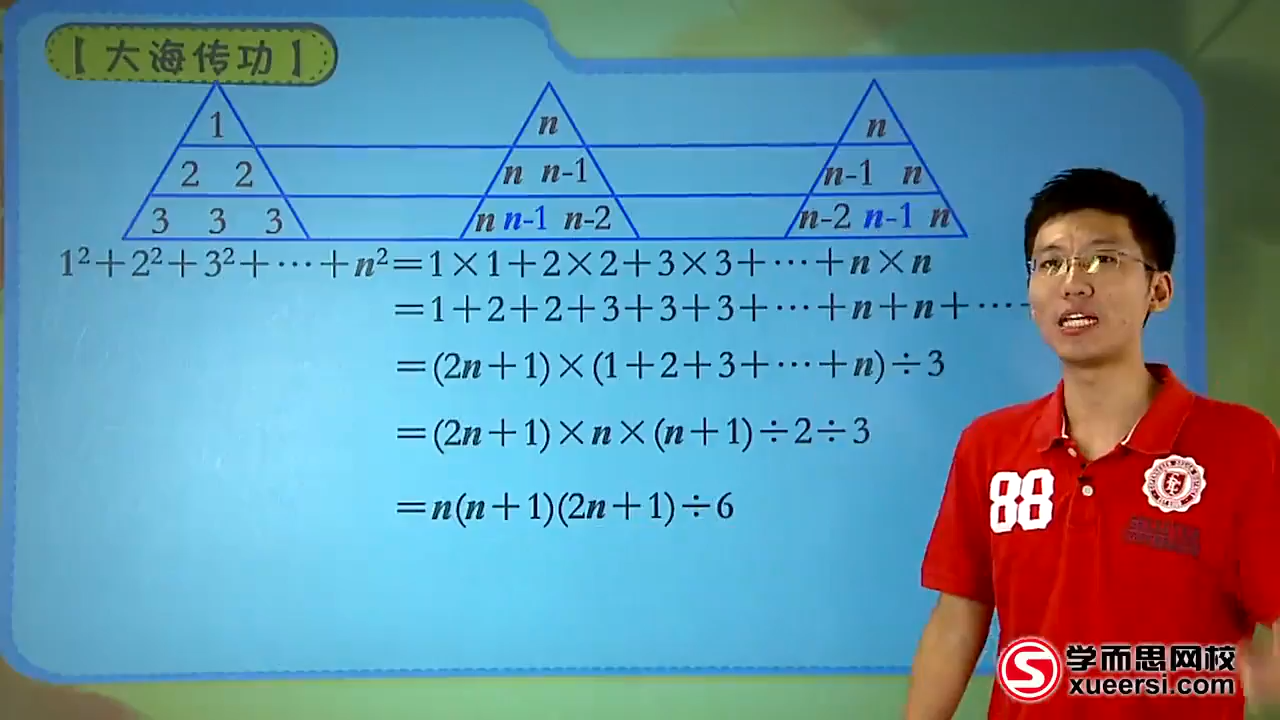 【大海传功】
1 n n
2 2 n n-1 n-1 n
3 3 3 n n-1 n-2 n-2 n-1 n
1²+2²+3²+⋯+n²=1×1+2×2+3×3+⋯+n×n
=1+2+2+3+3+3+⋯+n+n+⋯
=(2n+1)×(1+2+3+⋯+n)÷3
=(2n+1)×n×(n+1)÷2÷3
=n(n+1)(2n+1)÷6
88
学而思网校
xueersi.com